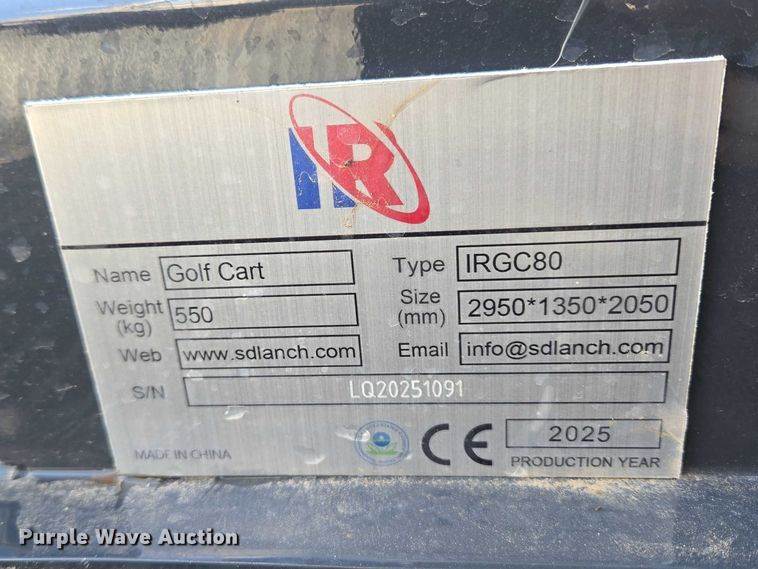 IR
Name Golf Cart Type IRGC80
Weight (kg) 550 Size (mm) 2950*1350*2050
Web www.sdlanch.com Email info@sdlanch.com
S/N LQ20251091
MADE IN CHINA CE 2025
PRODUCTION YEAR
Purple Wave Auction